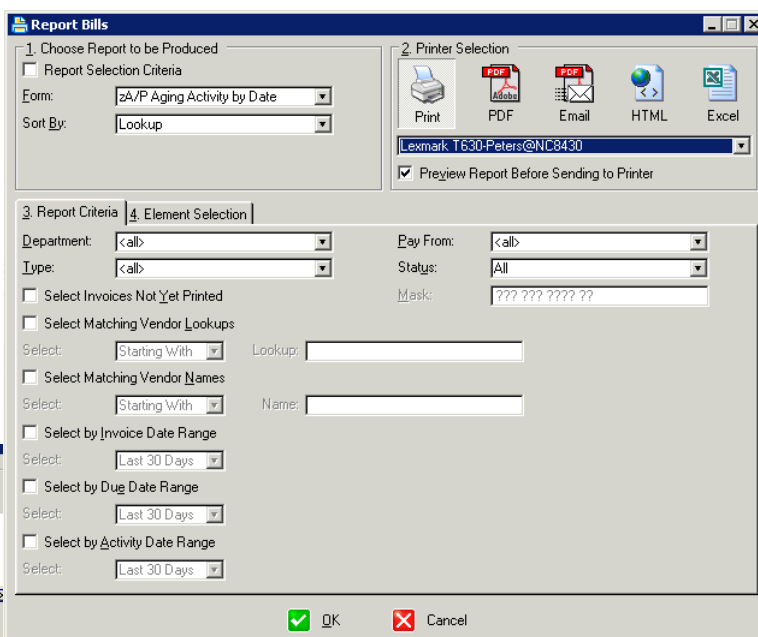 Report Bills
1. Choose Report to be Produced
Report Selection Criteria
Form: zA/P Aging Activity by Date
Sort By: Lookup
2. Printer Selection
PDF
Adobe
PDF
Print PDF Email HTML Excel
Lexmark T630-Peters@NC8430
Preview Report Before Sending to Printer
3. Report Criteria 4. Element Selection
Department: <all> Pay From: <all>
Type: <all> Status: All
Select Invoices Not Yet Printed Mask: ??? ??? ???? ??
Select Matching Vendor Lookups
Select: Starting With Lookup:
Select Matching Vendor Names
Select: Starting With Name:
Select by Invoice Date Range
Select: Last 30 Days
Select by Due Date Range
Select: Last 30 Days
Select by Activity Date Range
Select: Last 30 Days
OK Cancel